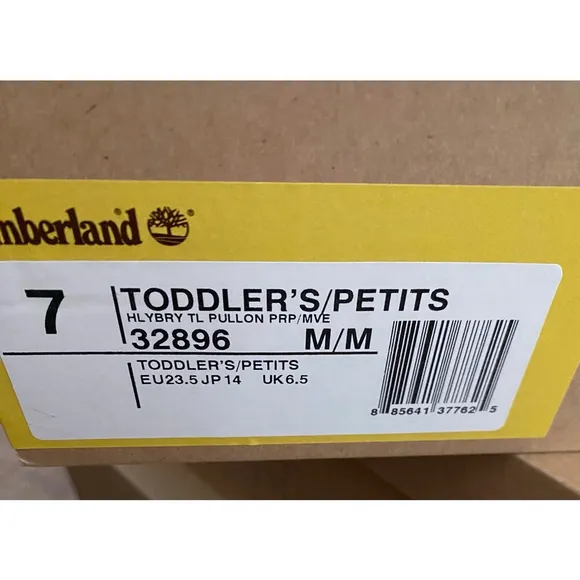 mberland®
7
TODDLER'S/PETITS
HLYBRY TL PULLON PRP/MVE
32896 M/M
TODDLER'S/PETITS
EU23.5 JP14 UK6.5
8 85641 37762 5